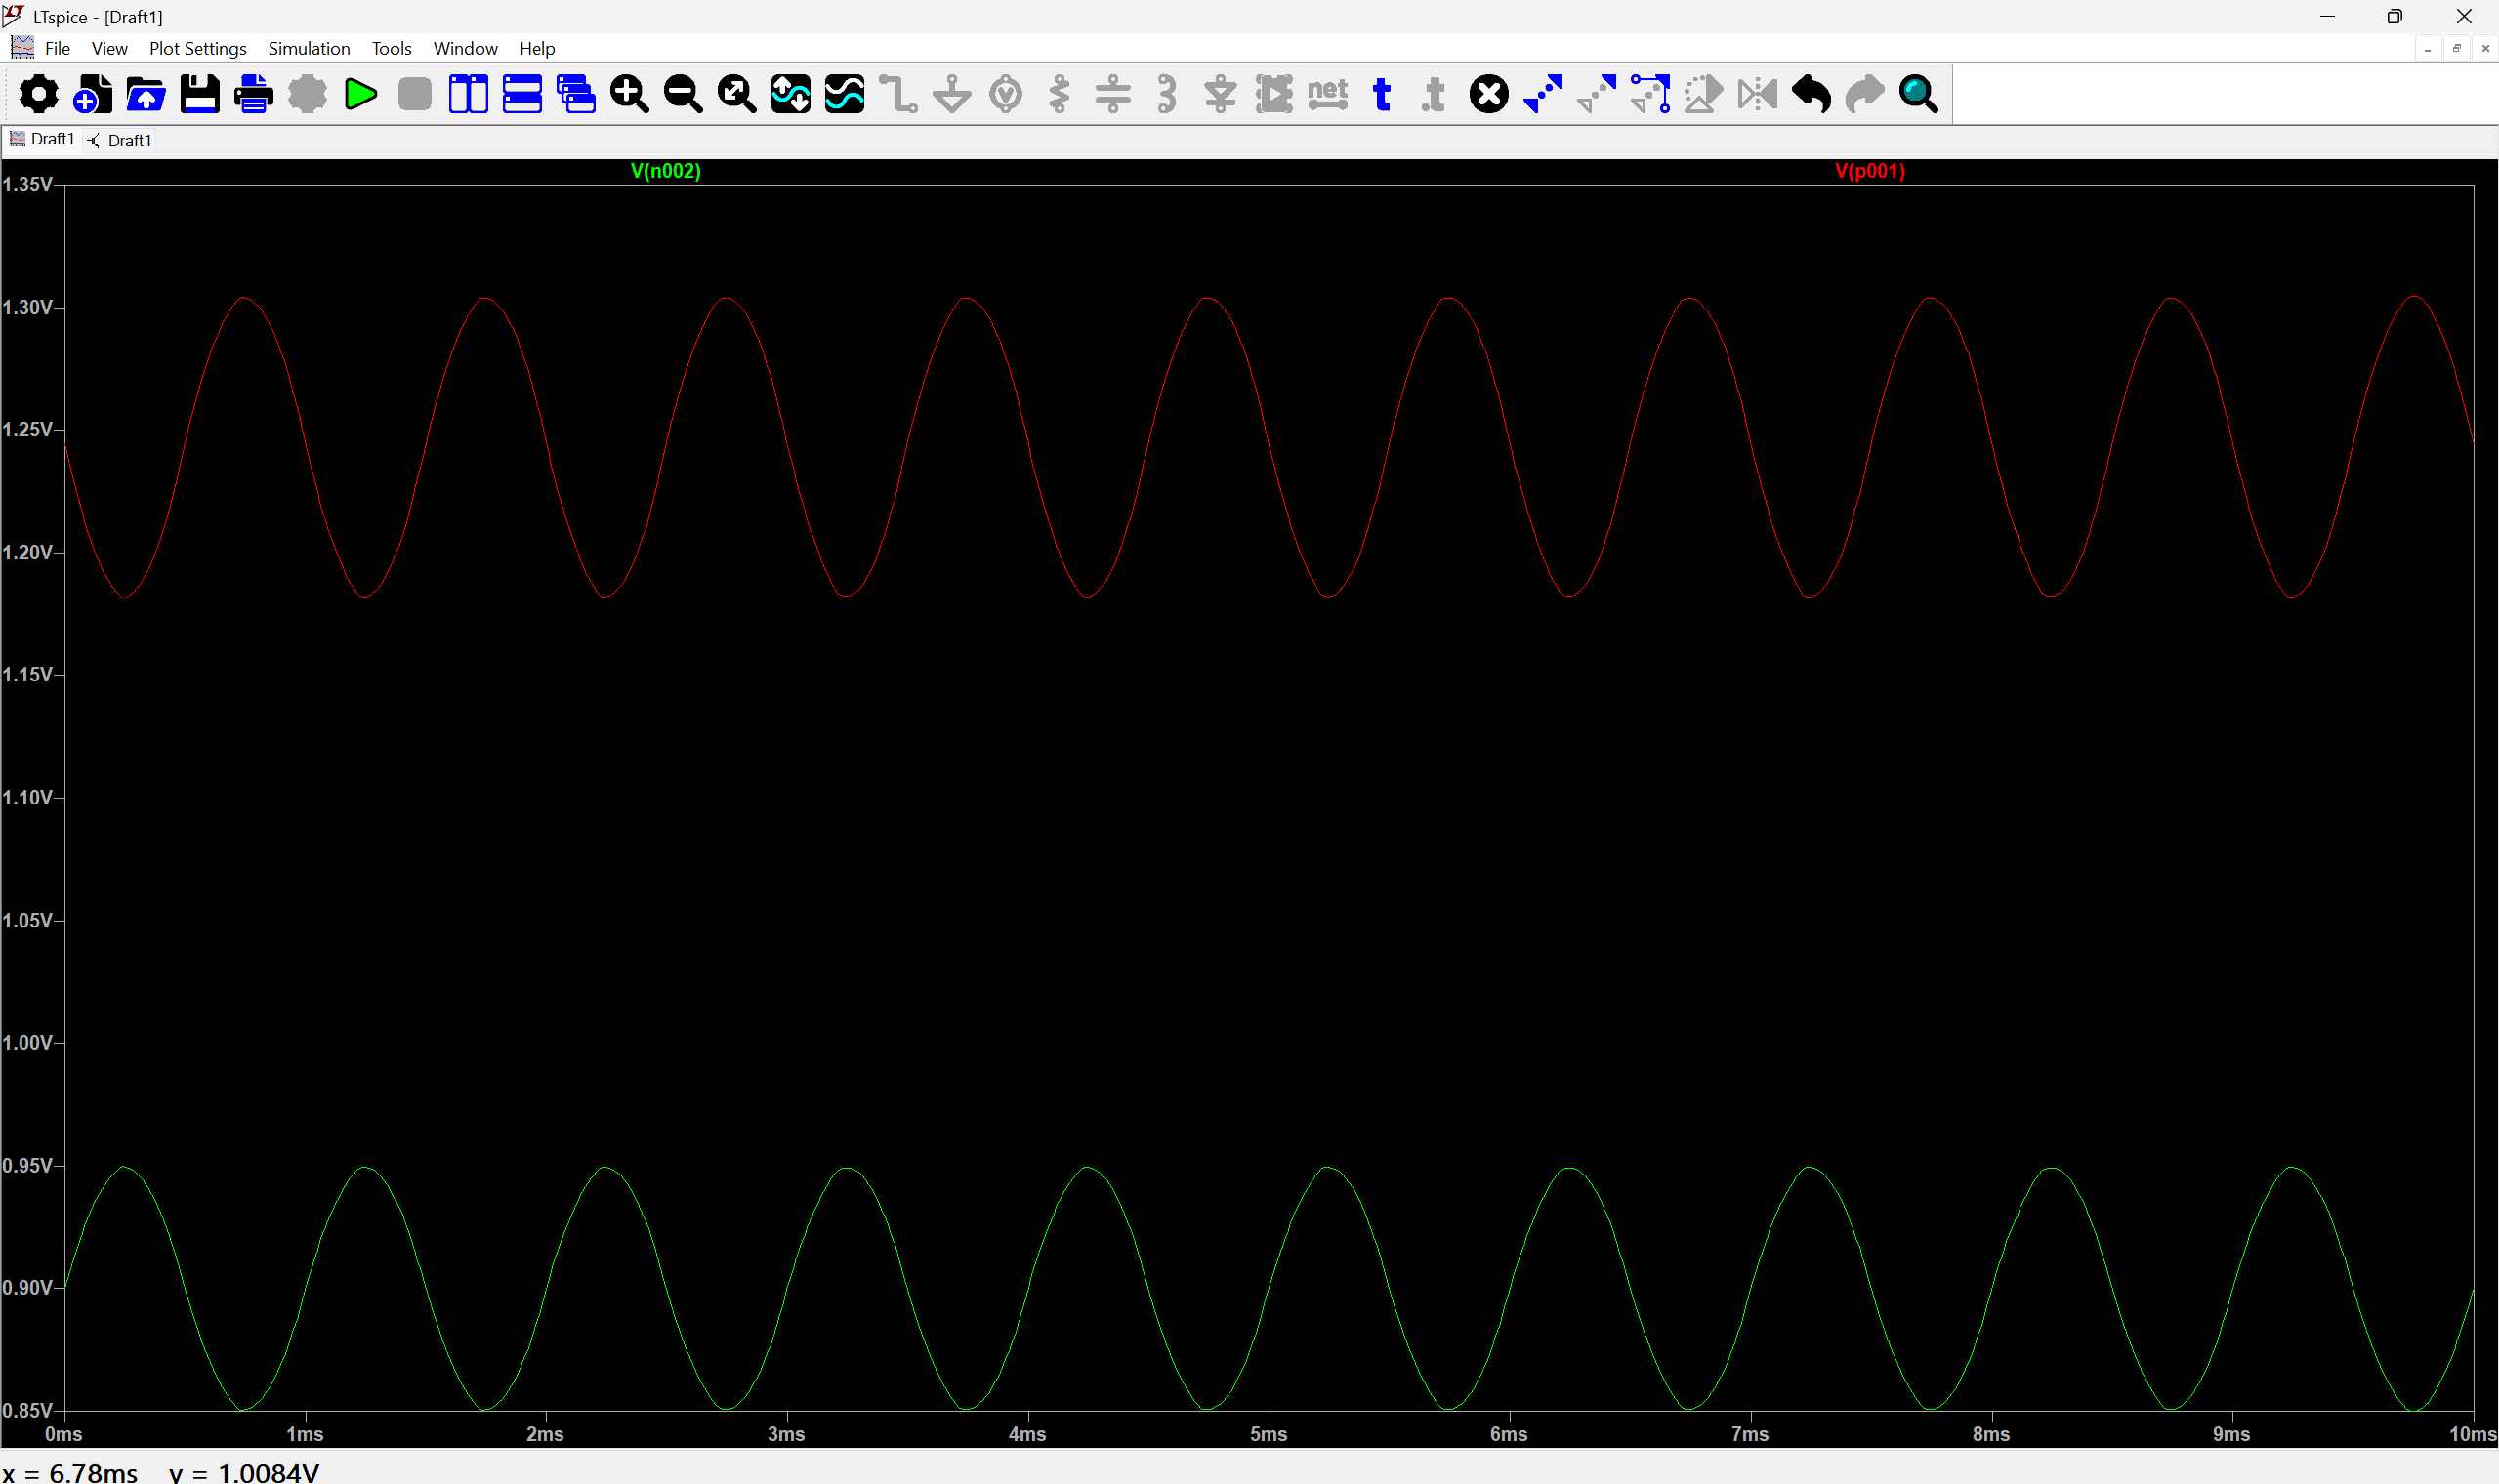 LTspice - [Draft1]
File View Plot Settings Simulation Tools Window Help
net t .t
Draft1 Draft1
V(n002) V(p001)
1.35V
1.30V
1.25V
1.20V
1.15V
1.10V
1.05V
1.00V
0.95V
0.90V
0.85V
0ms 1ms 2ms 3ms 4ms 5ms 6ms 7ms 8ms 9ms 10ms
x = 6.78ms y = 1.0084V